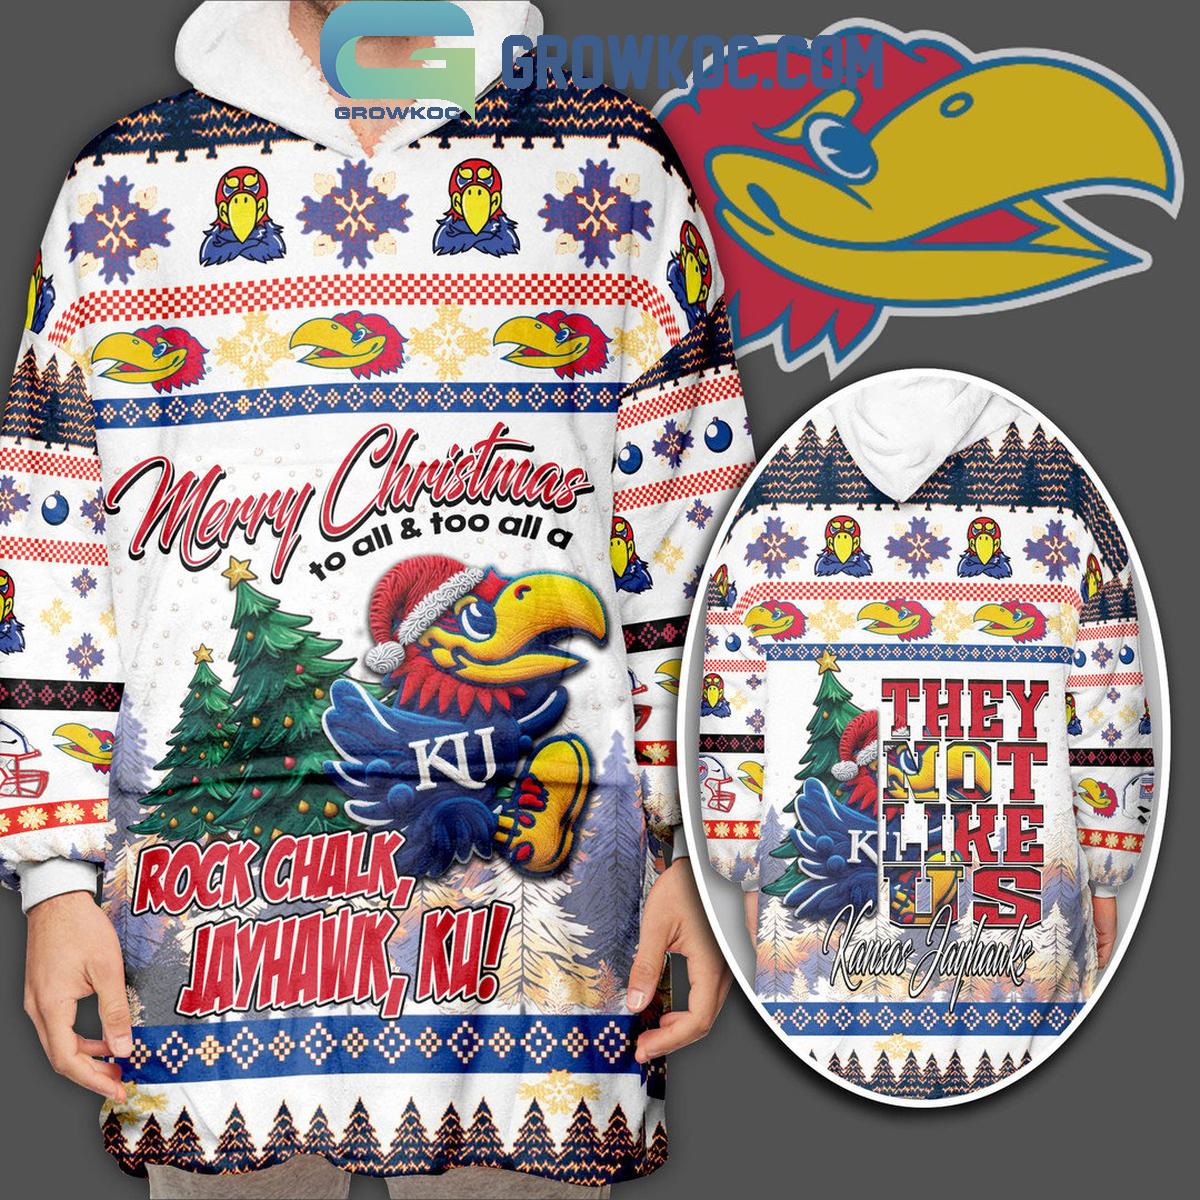 GROWKOC
GROWKOC.COM
Merry Christmas
to all & too all a
KU
ROCK CHALK,
JAYHAWK, KU!
THEY
NOT
LIKE
US
KU
Kansas Jayhawks